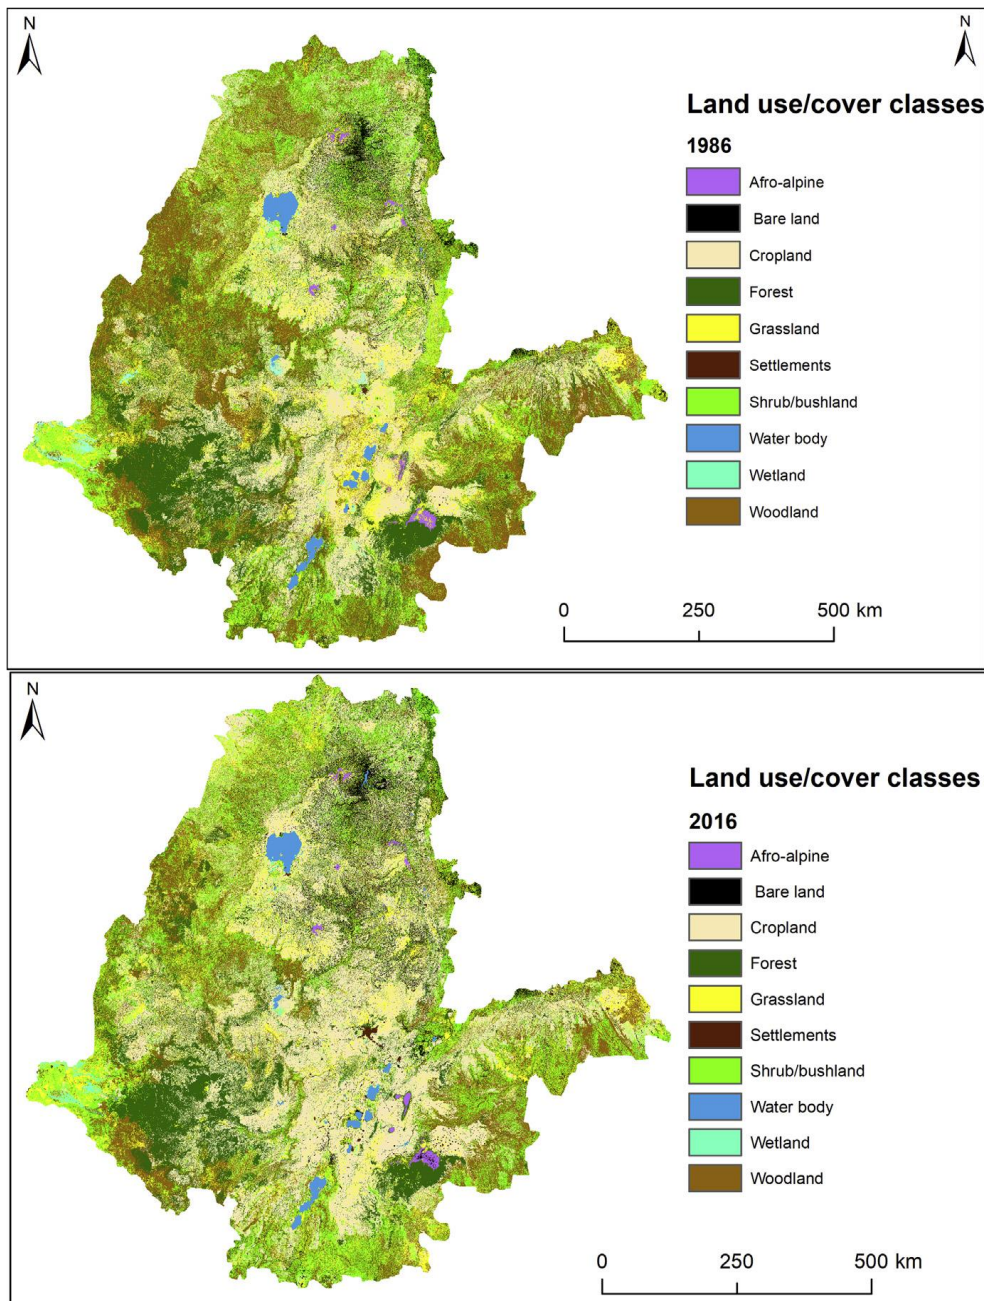 N
N
Land use/cover classes
1986
Afro-alpine
Bare land
Cropland
Forest
Grassland
Settlements
Shrub/bushland
Water body
Wetland
Woodland
0 250 500 km
N
Land use/cover classes
2016
Afro-alpine
Bare land
Cropland
Forest
Grassland
Settlements
Shrub/bushland
Water body
Wetland
Woodland
0 250 500 km